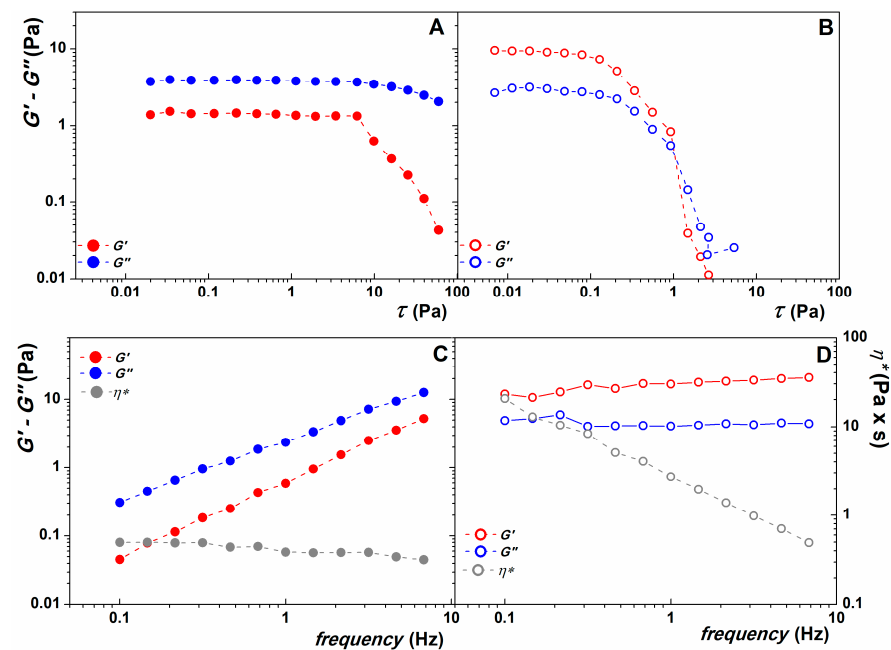 A
B
G' - G'' (Pa)
10
1
0.1
0.01
G'
G''
G'
G''
0.01
0.1
1
10
100
0.01
0.1
1
10
100
τ (Pa)
τ (Pa)
C
D
G' - G'' (Pa)
η* (Pa x s)
10
1
0.1
0.01
100
10
1
0.1
G'
G''
η*
G'
G''
η*
0.1
1
10
0.1
1
10
frequency (Hz)
frequency (Hz)